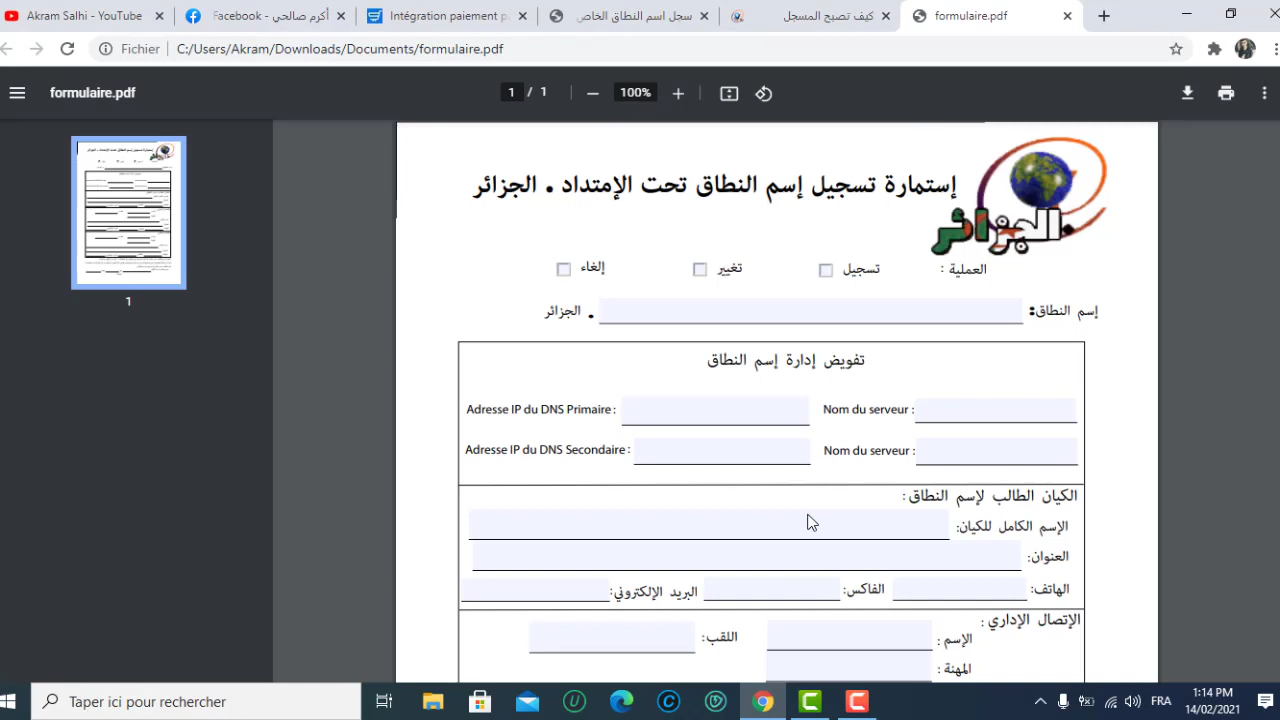 Akram Salhi - YouTube
Facebook - أكرم صالحي
Intégration paiement p
سجل اسم النطاق الخاص
كيف تصبح المسجل
formulaire.pdf
Fichier C:/Users/Akram/Downloads/Documents/formulaire.pdf
formulaire.pdf
1 / 1
100%
1
الجزائر
إستمارة تسجيل إسم النطاق تحت الإمتداد . الجزائر
العملية : تسجيل تغيير إلغاء
إسم النطاق: . الجزائر
تفويض إدارة إسم النطاق
Adresse IP du DNS Primaire : Nom du serveur :
Adresse IP du DNS Secondaire : Nom du serveur :
الكيان الطالب لإسم النطاق :
الإسم الكامل للكيان:
العنوان:
الهاتف: الفاكس: البريد الإلكتروني:
الإتصال الإداري :
الإسم : اللقب:
المهنة :
Taper ici pour rechercher
FRA
1:14 PM
14/02/2021